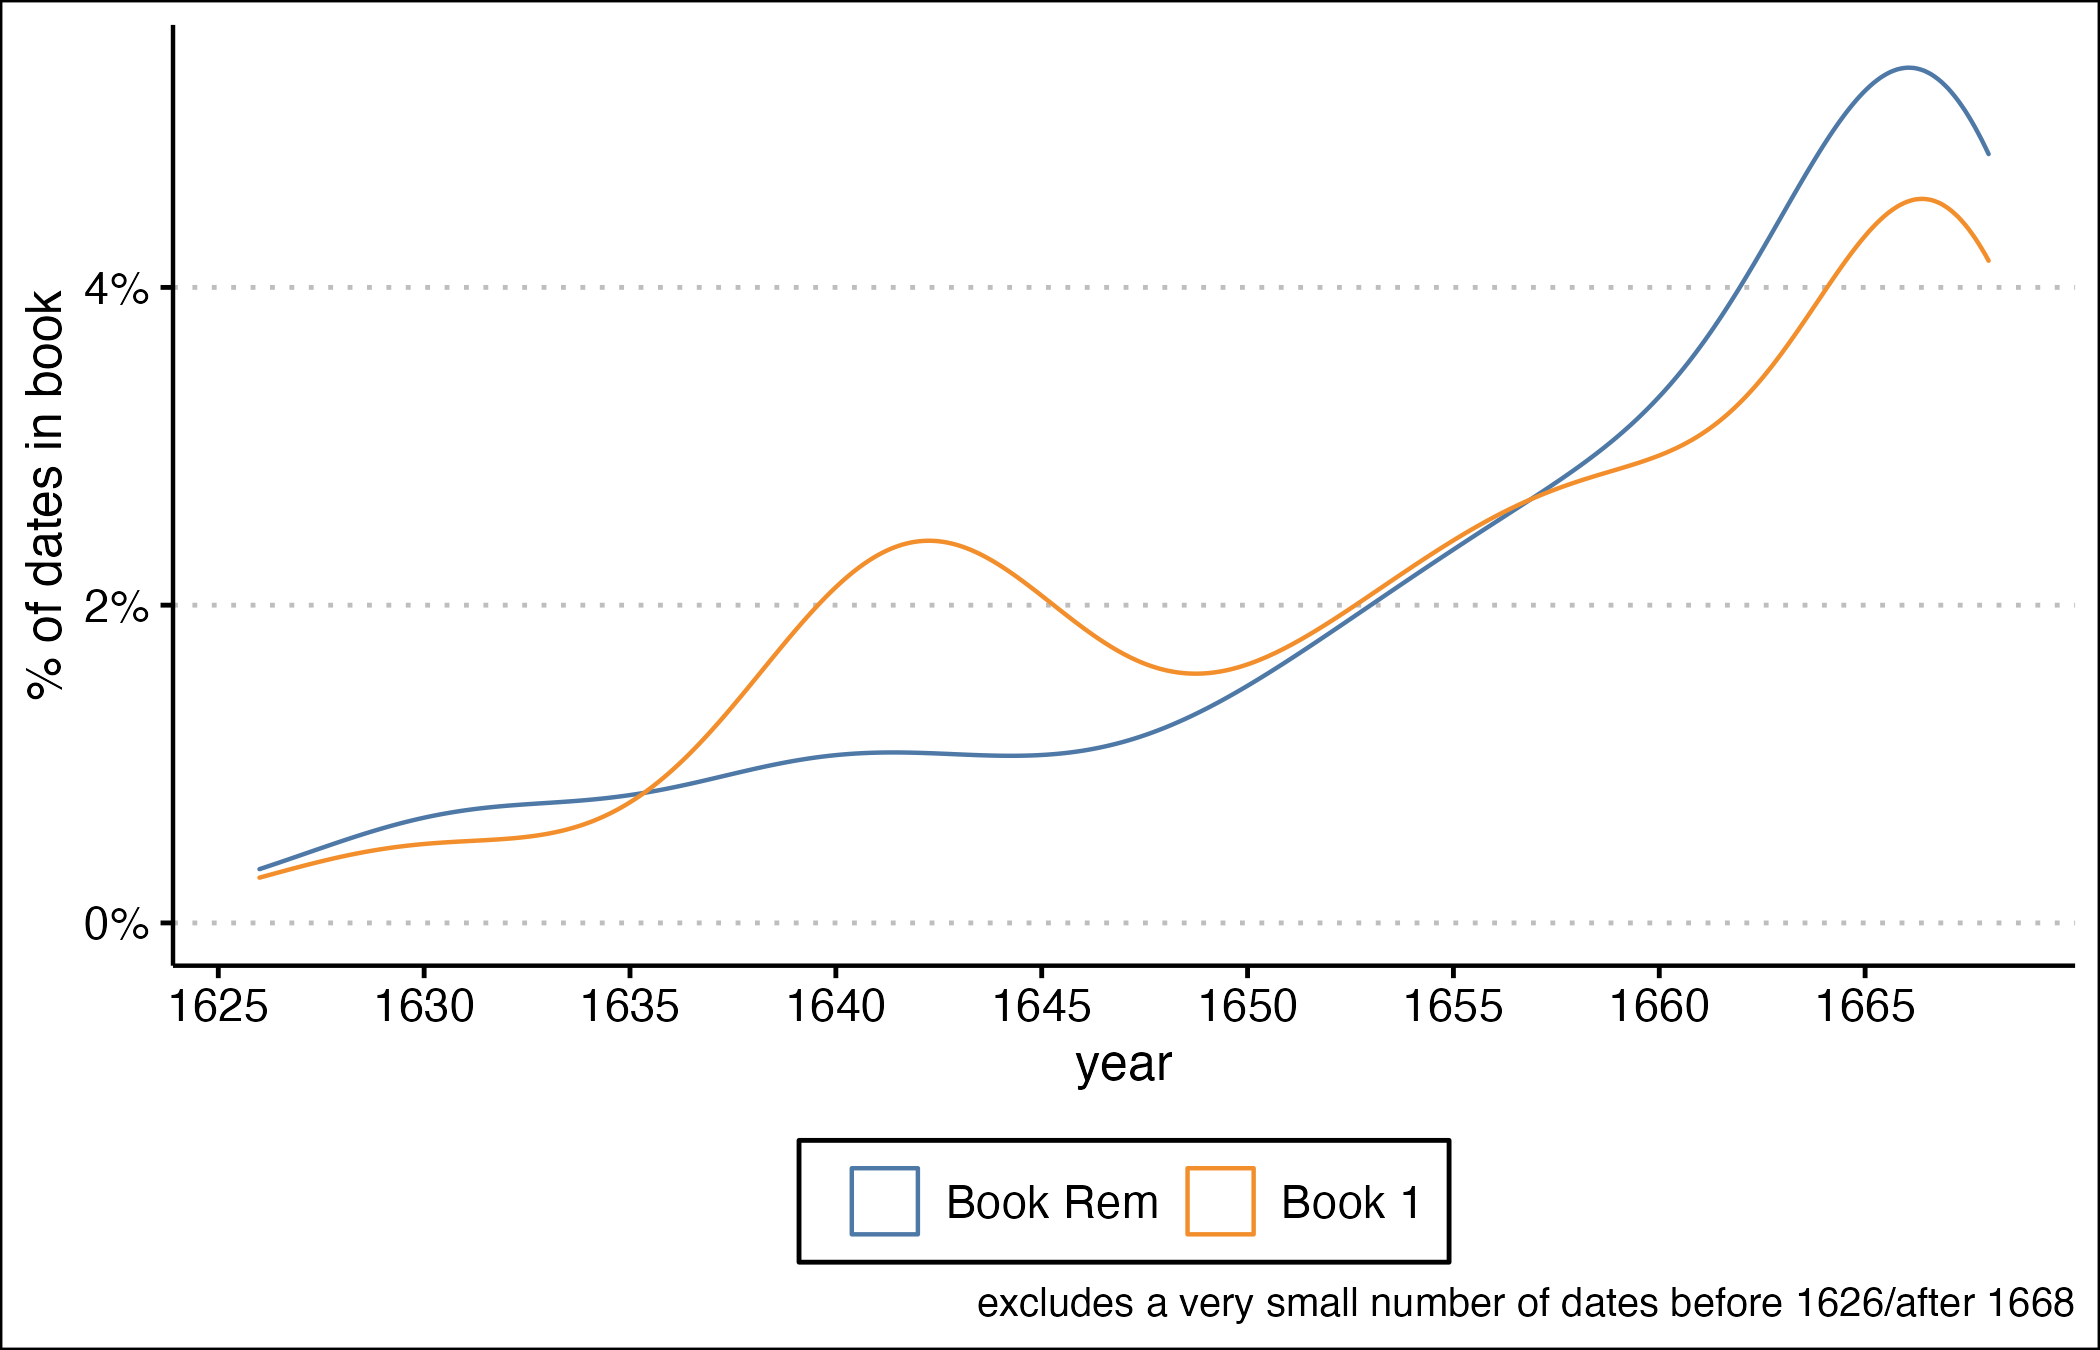 % of dates in book
4%
2%
0%
1625 1630 1635 1640 1645 1650 1655 1660 1665
year
Book Rem Book 1
excludes a very small number of dates before 1626/after 1668